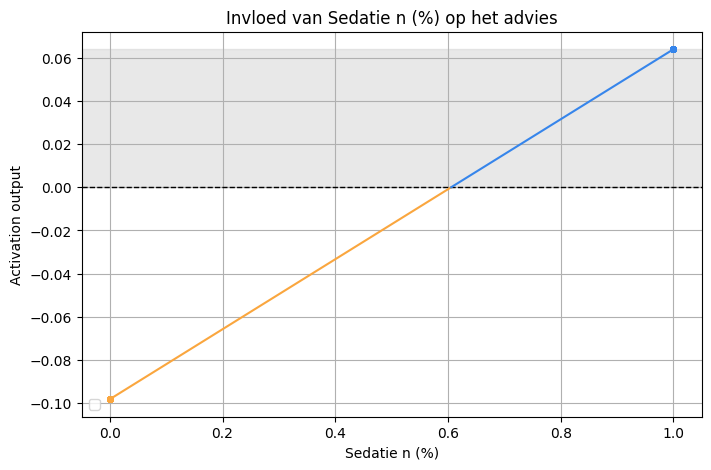 Invloed van Sedatie n (%) op het advies
Activation output
0.06
0.04
0.02
0.00
−0.02
−0.04
−0.06
−0.08
−0.10
0.0 0.2 0.4 0.6 0.8 1.0
Sedatie n (%)